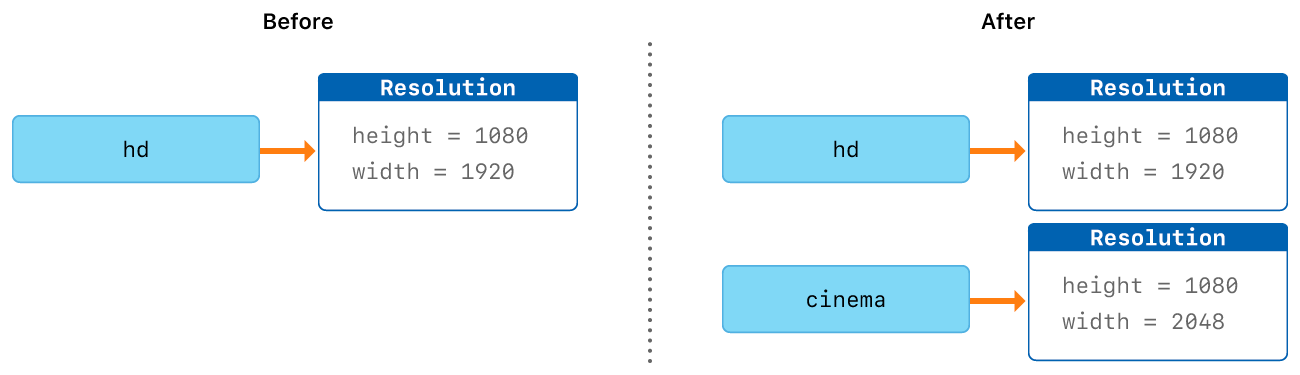 Before
Resolution
hd
height = 1080
width = 1920
After
Resolution
hd
height = 1080
width = 1920
Resolution
cinema
height = 1080
width = 2048